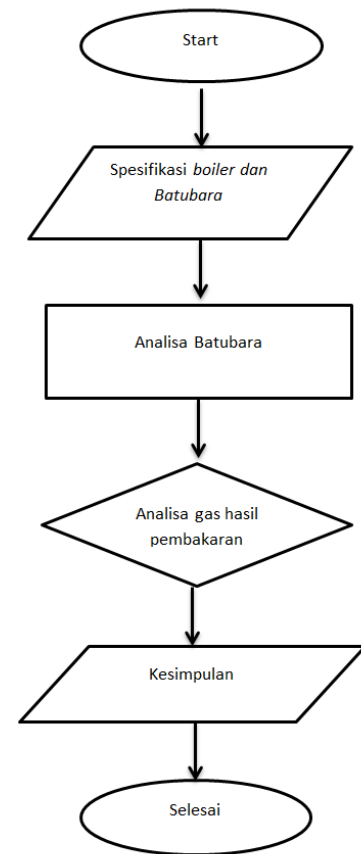 Start
Spesifikasi boiler dan
Batubara
Analisa Batubara
Analisa gas hasil
pembakaran
Kesimpulan
Selesai